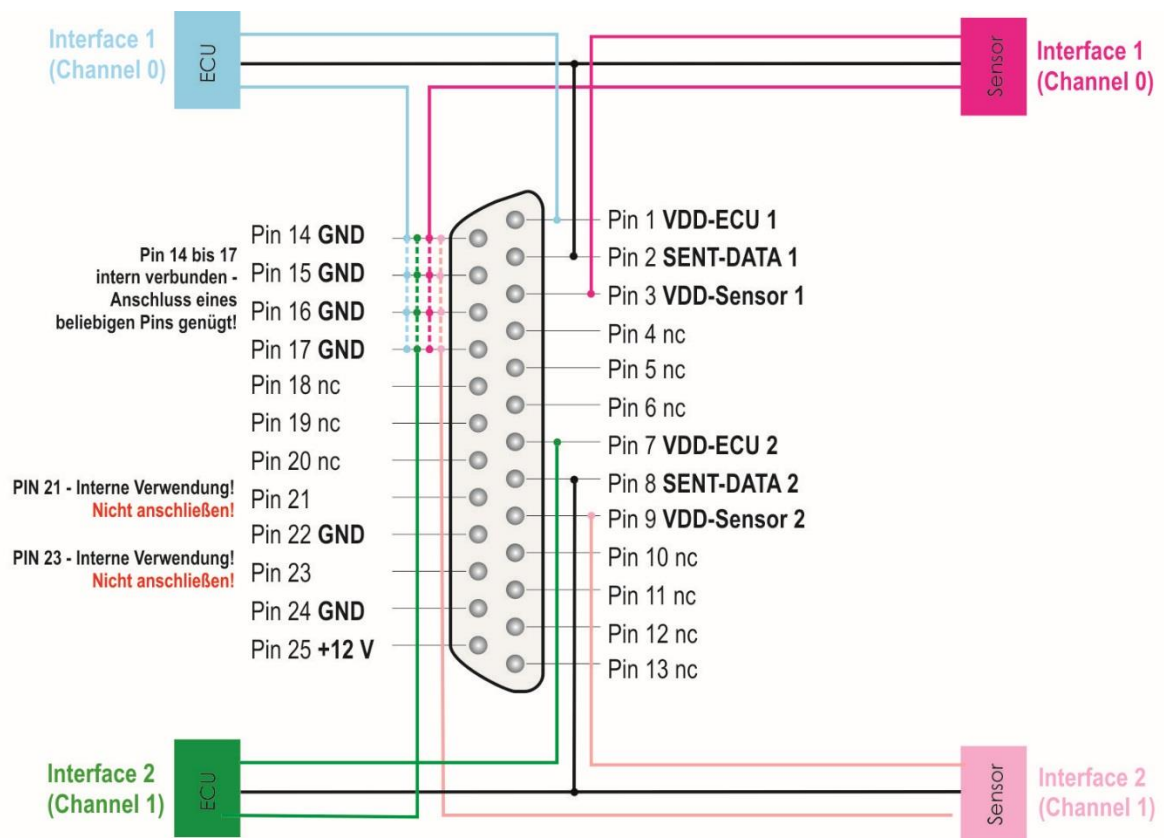 Interface 1
(Channel 0)
ECU
Sensor
Interface 1
(Channel 0)
Pin 14 bis 17
intern verbunden -
Anschluss eines
beliebigen Pins genügt!
Pin 14 GND
Pin 15 GND
Pin 16 GND
Pin 17 GND
Pin 18 nc
Pin 19 nc
Pin 20 nc
PIN 21 - Interne Verwendung!
Nicht anschließen!
Pin 21
Pin 22 GND
PIN 23 - Interne Verwendung!
Nicht anschließen!
Pin 23
Pin 24 GND
Pin 25 +12 V
Pin 1 VDD-ECU 1
Pin 2 SENT-DATA 1
Pin 3 VDD-Sensor 1
Pin 4 nc
Pin 5 nc
Pin 6 nc
Pin 7 VDD-ECU 2
Pin 8 SENT-DATA 2
Pin 9 VDD-Sensor 2
Pin 10 nc
Pin 11 nc
Pin 12 nc
Pin 13 nc
Interface 2
(Channel 1)
ECU
Sensor
Interface 2
(Channel 1)